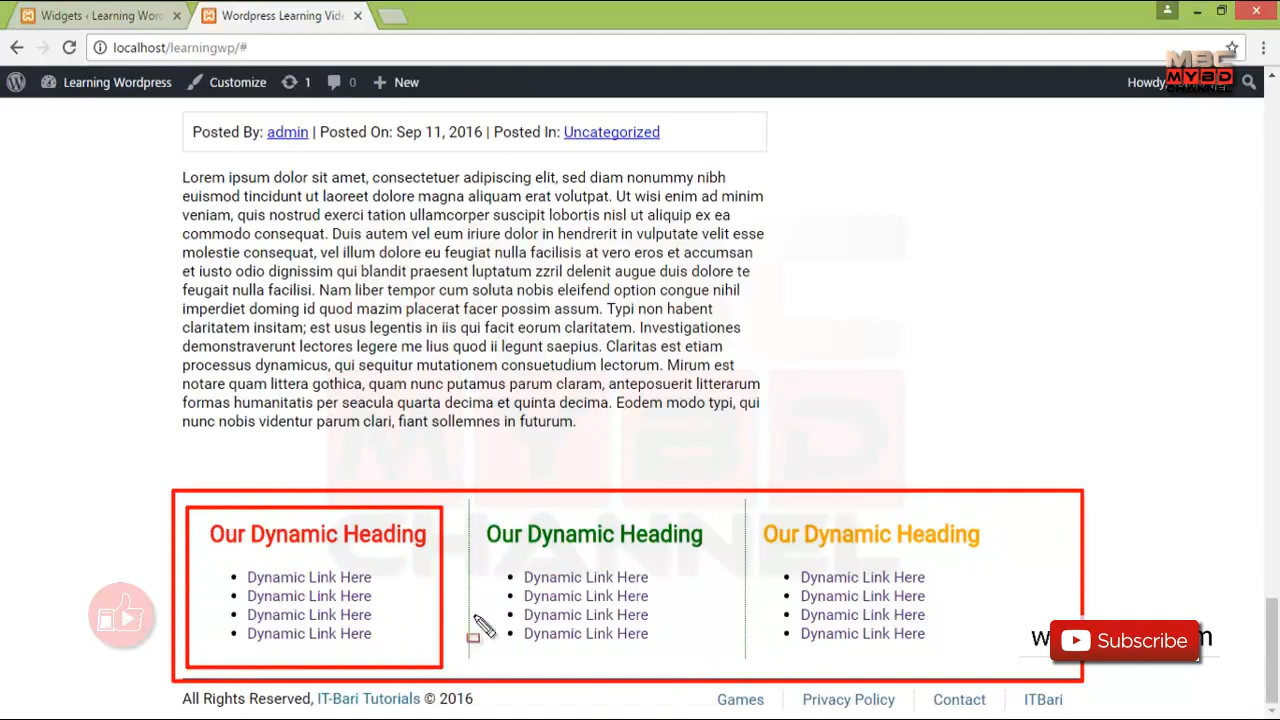 Widgets ‹ Learning Wor
Wordpress Learning Vide
localhost/learningwp/#
MBC
MYBD
CHANNEL
Learning Wordpress
Customize
1
0
New
Howdy,
Posted By: admin | Posted On: Sep 11, 2016 | Posted In: Uncategorized
Lorem ipsum dolor sit amet, consectetuer adipiscing elit, sed diam nonummy nibh
euismod tincidunt ut laoreet dolore magna aliquam erat volutpat. Ut wisi enim ad minim
veniam, quis nostrud exerci tation ullamcorper suscipit lobortis nisl ut aliquip ex ea
commodo consequat. Duis autem vel eum iriure dolor in hendrerit in vulputate velit esse
molestie consequat, vel illum dolore eu feugiat nulla facilisis at vero eros et accumsan
et iusto odio dignissim qui blandit praesent luptatum zzril delenit augue duis dolore te
feugait nulla facilisi. Nam liber tempor cum soluta nobis eleifend option congue nihil
imperdiet doming id quod mazim placerat facer possim assum. Typi non habent
claritatem insitam; est usus legentis in iis qui facit eorum claritatem. Investigationes
demonstraverunt lectores legere me lius quod ii legunt saepius. Claritas est etiam
processus dynamicus, qui sequitur mutationem consuetudium lectorum. Mirum est
notare quam littera gothica, quam nunc putamus parum claram, anteposuerit litterarum
formas humanitatis per seacula quarta decima et quinta decima. Eodem modo typi, qui
nunc nobis videntur parum clari, fiant sollemnes in futurum.
MYBD
CHANNEL
Our Dynamic Heading
Dynamic Link Here
Dynamic Link Here
Dynamic Link Here
Dynamic Link Here
Our Dynamic Heading
Dynamic Link Here
Dynamic Link Here
Dynamic Link Here
Dynamic Link Here
Our Dynamic Heading
Dynamic Link Here
Dynamic Link Here
Dynamic Link Here
Dynamic Link Here
Subscribe
All Rights Reserved, IT-Bari Tutorials © 2016
Games
Privacy Policy
Contact
ITBari